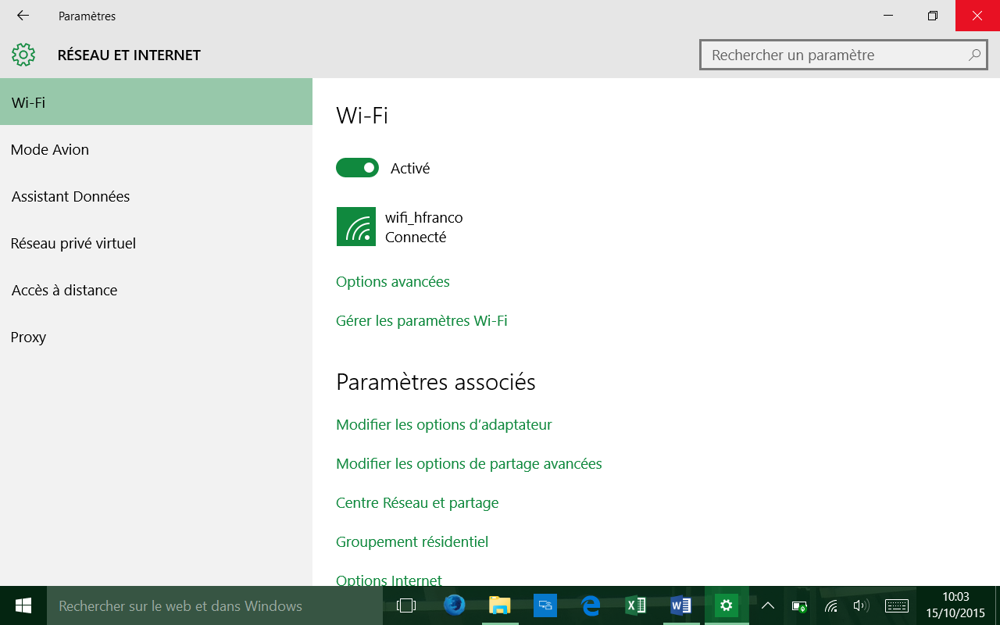 Paramètres
RÉSEAU ET INTERNET
Rechercher un paramètre
Wi-Fi
Mode Avion
Assistant Données
Réseau privé virtuel
Accès à distance
Proxy
Wi-Fi
Activé
wifi_hfranco
Connecté
Options avancées
Gérer les paramètres Wi-Fi
Paramètres associés
Modifier les options d’adaptateur
Modifier les options de partage avancées
Centre Réseau et partage
Groupement résidentiel
Options Internet
Rechercher sur le web et dans Windows
10:03
15/10/2015